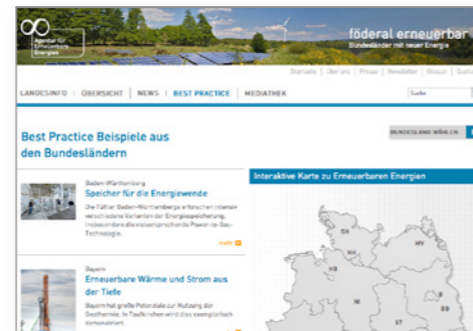 Agentur für
Erneuerbare
Energien
föderal erneuerbar
Bundesländer mit neuer Energie
Startseite | Über uns | Presse | Newsletter | Glossar |
LANDESINFO | ÜBERSICHT | NEWS | BEST PRACTICE | MEDIATHEK
Suche
Best Practice Beispiele aus
den Bundesländern
BUNDESLAND WÄHLEN
Baden-Württemberg
Speicher für die Energiewende
Die Tüftler Baden-Württembergs erforschen intensiv
verschiedene Varianten der Energiespeicherung,
insbesondere die vielversprechende Power-to-Gas-
Technologie.
mehr
Bayern
Erneuerbare Wärme und Strom aus
der Tiefe
Bayern hat große Potenziale zur Nutzung der
Geothermie. In Taufkirchen wird dies exemplarisch
demonstriert.
Interaktive Karte zu Erneuerbaren Energien
SH
MV
HH
HB
NI
B
BB
ST